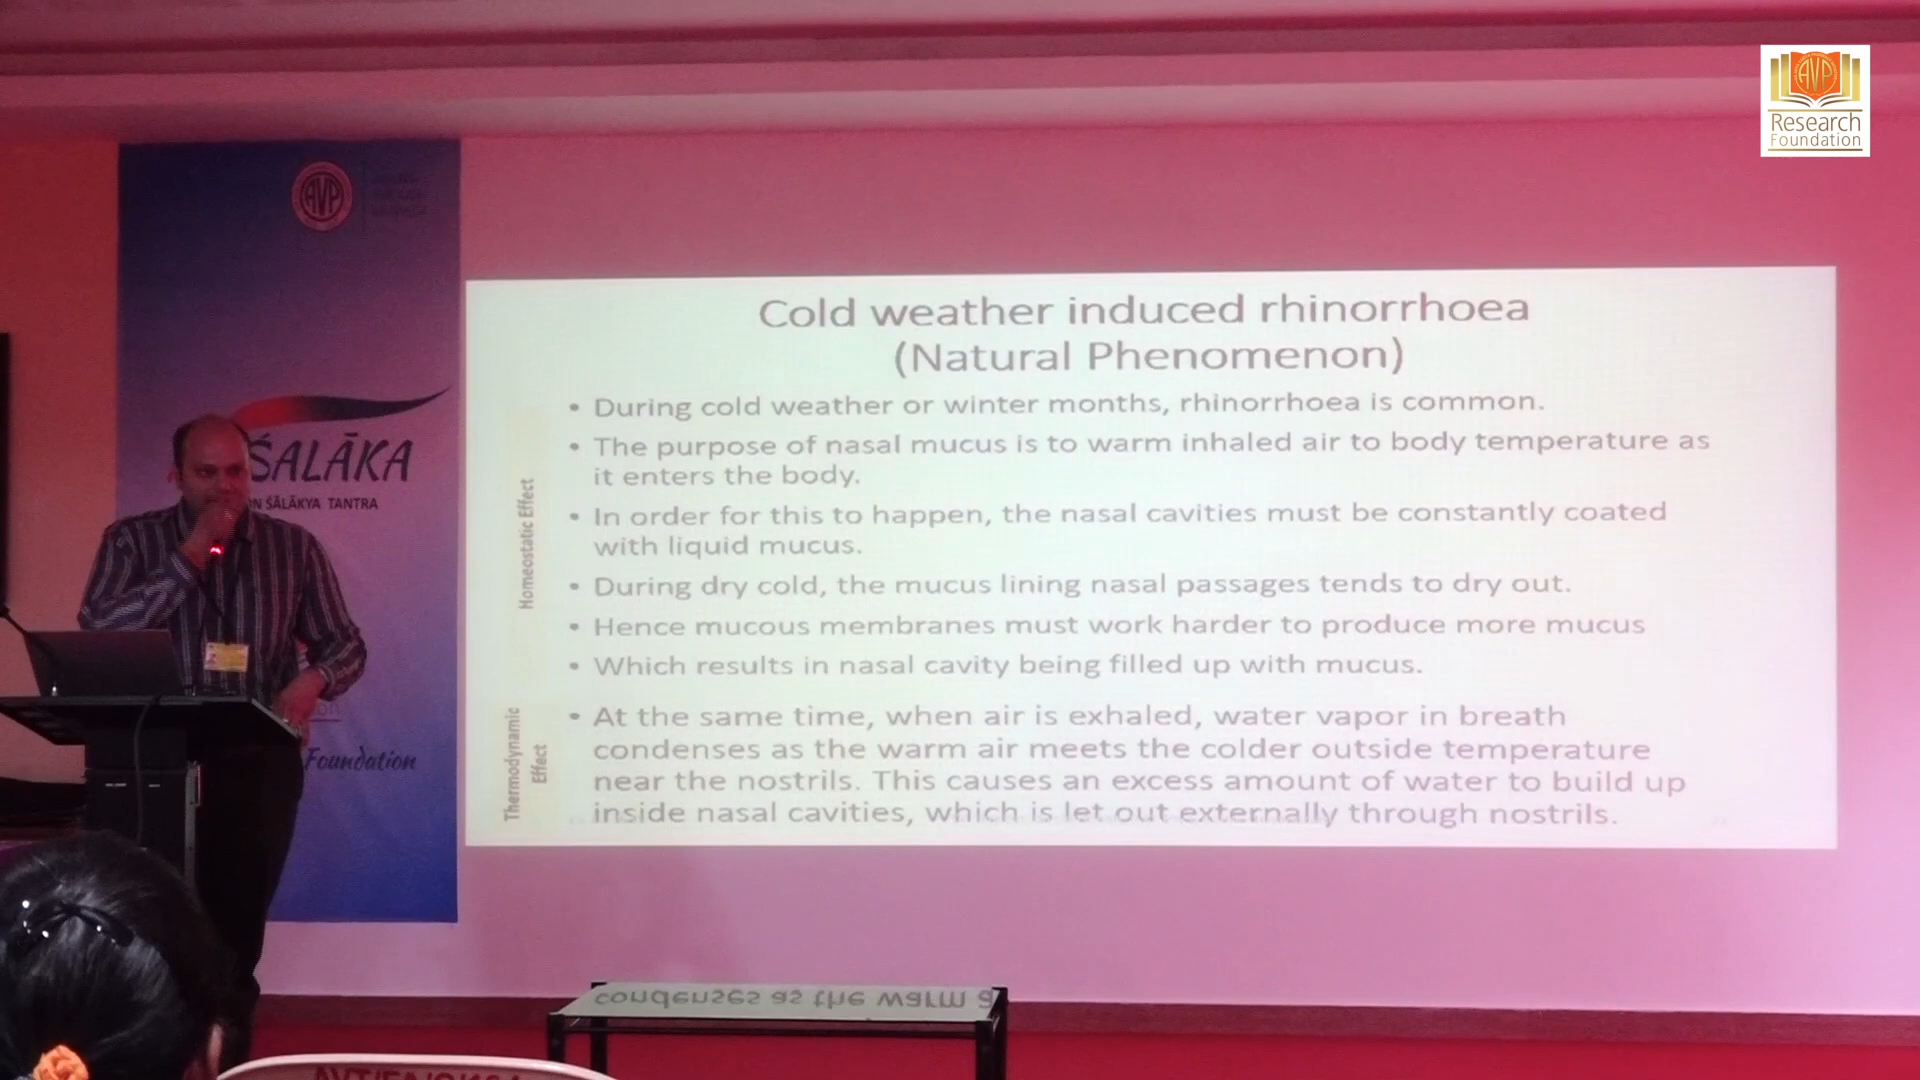 AVP
Research
Foundation
AVP
ŚALĀKA
N ŚĀLĀKYA TANTRA
Foundation
Cold weather induced rhinorrhoea
(Natural Phenomenon)
Homeostatic Effect
• During cold weather or winter months, rhinorrhoea is common.
• The purpose of nasal mucus is to warm inhaled air to body temperature as
it enters the body.
• In order for this to happen, the nasal cavities must be constantly coated
with liquid mucus.
• During dry cold, the mucus lining nasal passages tends to dry out.
• Hence mucous membranes must work harder to produce more mucus
• Which results in nasal cavity being filled up with mucus.
Thermodynamic
Effect
• At the same time, when air is exhaled, water vapor in breath
condenses as the warm air meets the colder outside temperature
near the nostrils. This causes an excess amount of water to build up
inside nasal cavities, which is let out externally through nostrils.
condenses as the warm a